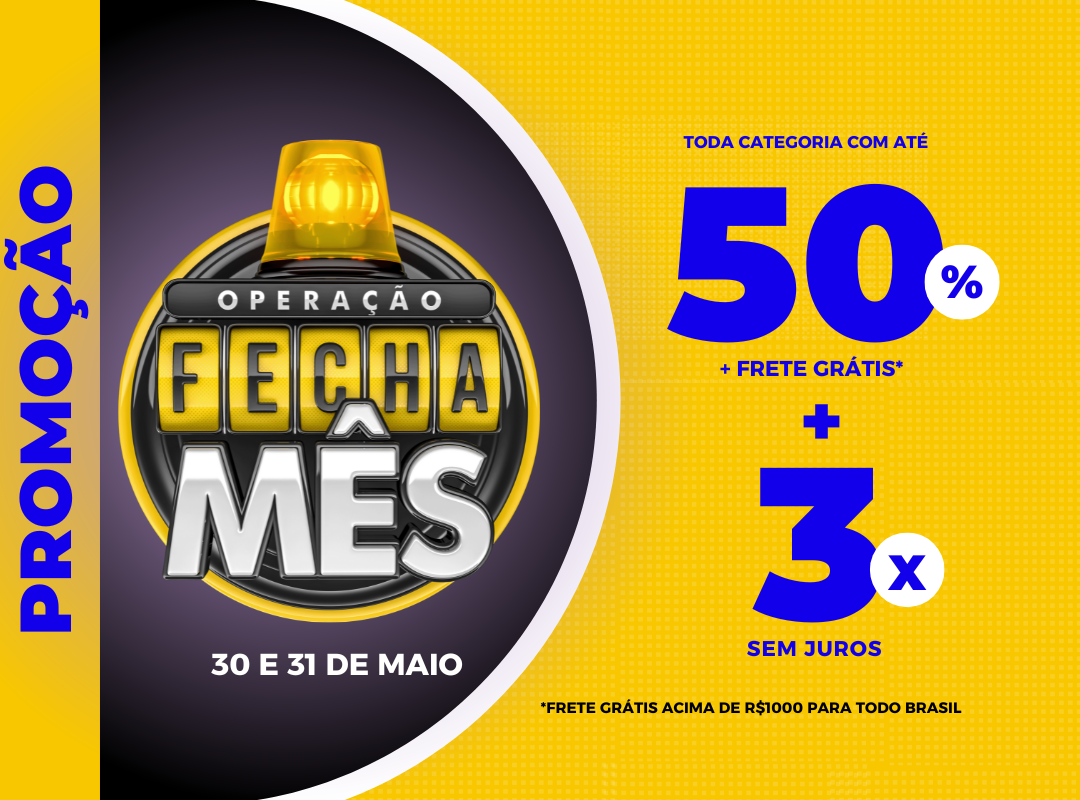 PROMOÇÃO
OPERAÇÃO
FECHA
MÊS
30 E 31 DE MAIO
TODA CATEGORIA COM ATÉ
50%
+ FRETE GRÁTIS*
+
3x
SEM JUROS
*FRETE GRÁTIS ACIMA DE R$1000 PARA TODO BRASIL